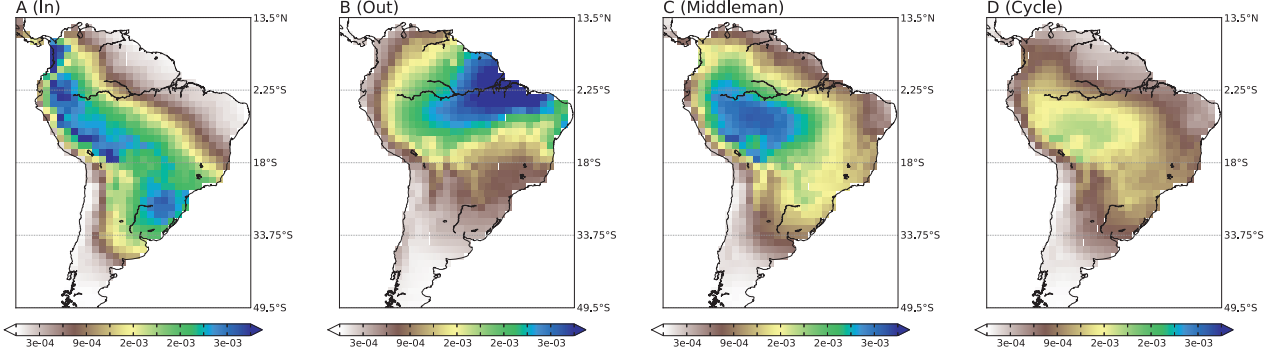 A (In)
13.5°N
2.25°S
18°S
33.75°S
49.5°S
3e-04 9e-04 2e-03 2e-03 3e-03
B (Out)
13.5°N
2.25°S
18°S
33.75°S
49.5°S
3e-04 9e-04 2e-03 2e-03 3e-03
C (Middleman)
13.5°N
2.25°S
18°S
33.75°S
49.5°S
3e-04 9e-04 2e-03 2e-03 3e-03
D (Cycle)
13.5°N
2.25°S
18°S
33.75°S
49.5°S
3e-04 9e-04 2e-03 2e-03 3e-03